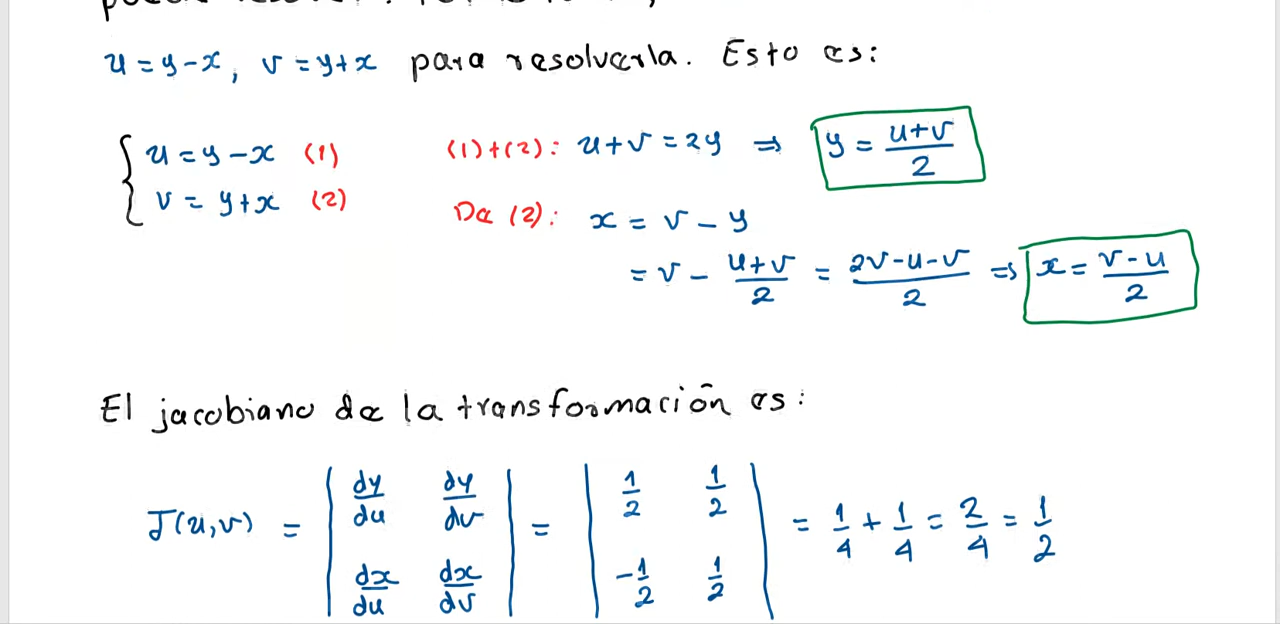 u = y - x, v = y + x para resolverla. Esto es:
{ u = y - x (1)
v = y + x (2)
(1)+(2): u + v = 2y ⇒ y = (u+v)/2
De (2): x = v - y
= v - (u+v)/2 = (2v-u-v)/2 ⇒ x = (v-u)/2
El jacobiano de la transformación es:
J(u,v) = | dy/du dy/dv | = | 1/2 1/2 | = 1/4 + 1/4 = 2/4 = 1/2
| dx/du dx/dv | | -1/2 1/2 |